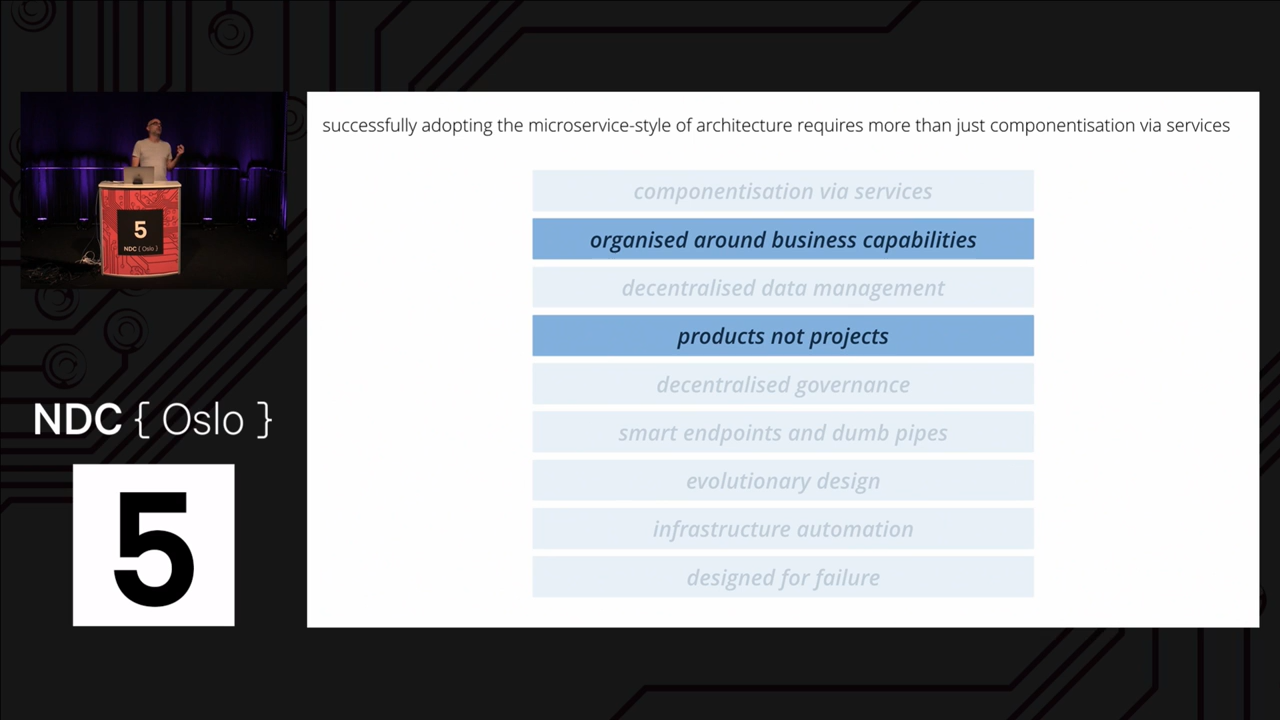 successfully adopting the microservice-style of architecture requires more than just componentisation via services
componentisation via services
organised around business capabilities
decentralised data management
products not projects
decentralised governance
smart endpoints and dumb pipes
evolutionary design
infrastructure automation
designed for failure
5
NDC { Oslo }
NDC { Oslo }
5